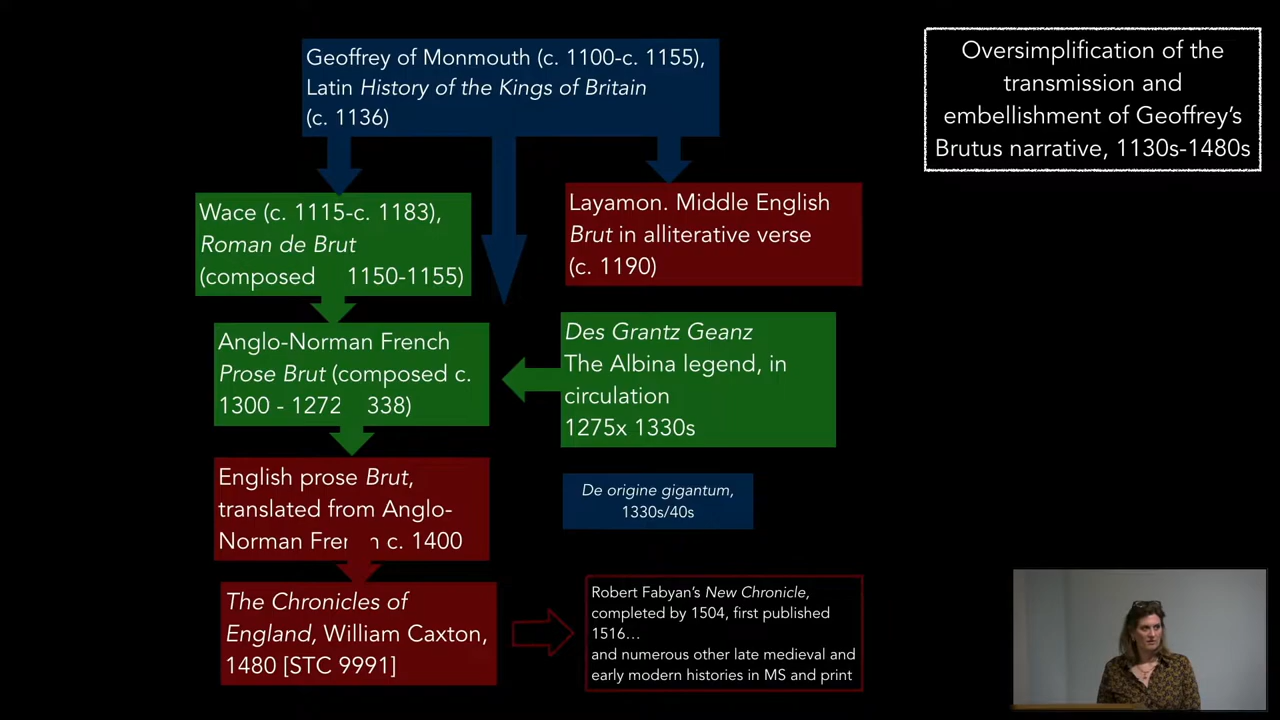 Geoffrey of Monmouth (c. 1100-c. 1155),
Latin History of the Kings of Britain
(c. 1136)
Oversimplification of the
transmission and
embellishment of Geoffrey's
Brutus narrative, 1130s-1480s
Wace (c. 1115-c. 1183),
Roman de Brut
(composed 1150-1155)
Layamon. Middle English
Brut in alliterative verse
(c. 1190)
Anglo-Norman French
Prose Brut (composed c.
1300 - 1272 338)
Des Grantz Geanz
The Albina legend, in
circulation
1275x 1330s
English prose Brut,
translated from Anglo-
Norman c. 1400
De origine gigantum,
1330s/40s
The Chronicles of
England, William Caxton,
1480 [STC 9991]
Robert Fabyan's New Chronicle,
completed by 1504, first published
1516...
and numerous other late medieval and
early modern histories in MS and print